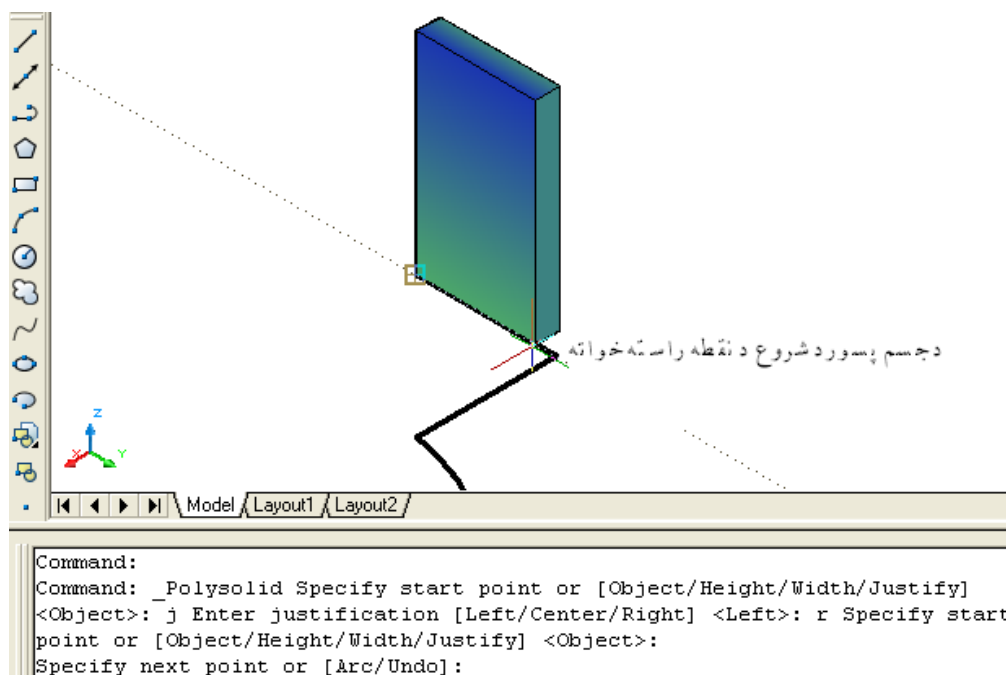 Z
X
Y
دجسم پسورد شروع د نقطه راسته خواته
Model Layout1 Layout2
Command:
Command: _Polysolid Specify start point or [Object/Height/Width/Justify]
<Object>: j Enter justification [Left/Center/Right] <Left>: r Specify start
point or [Object/Height/Width/Justify] <Object>:
Specify next point or [Arc/Undo]: